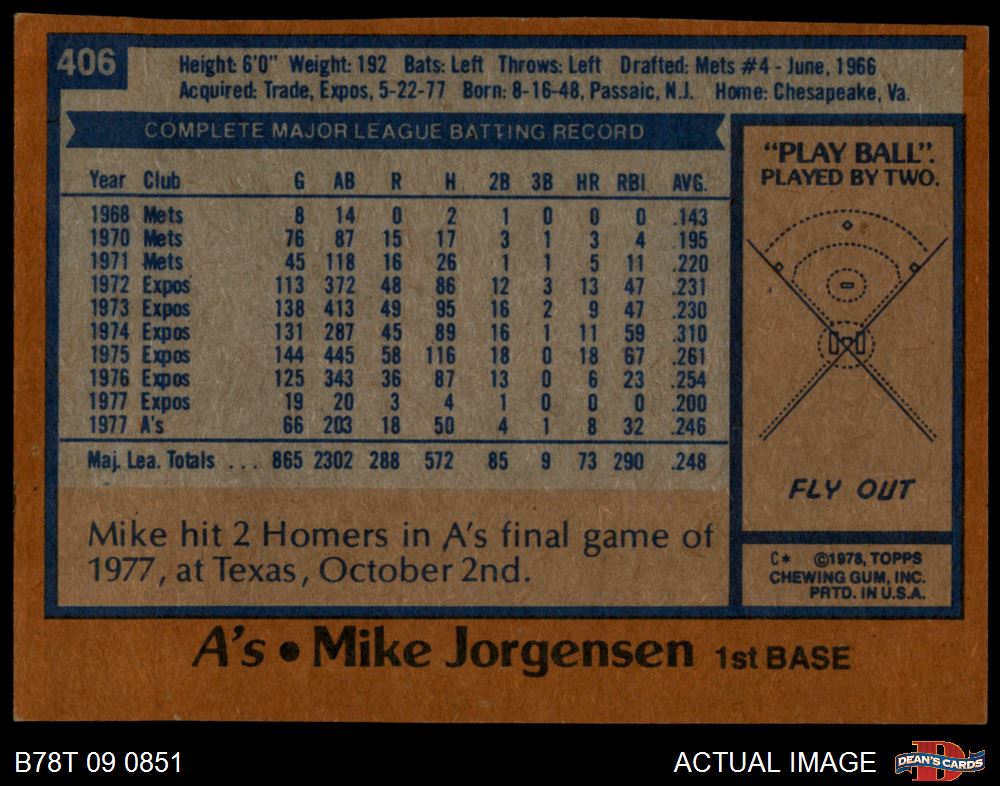 406
Height: 6'0" Weight: 192 Bats: Left Throws: Left Drafted: Mets #4 - June, 1966
Acquired: Trade, Expos, 5-22-77 Born: 8-16-48, Passaic, N.J. Home: Chesapeake, Va.
COMPLETE MAJOR LEAGUE BATTING RECORD
Year Club G AB R H 2B 3B HR RBI AVG.
1968 Mets 8 14 0 2 1 0 0 0 .143
1970 Mets 76 87 15 17 3 1 3 4 .195
1971 Mets 45 118 16 26 1 1 5 11 .220
1972 Expos 113 372 48 86 12 3 13 47 .231
1973 Expos 138 413 49 95 16 2 9 47 .230
1974 Expos 131 287 45 89 16 1 11 59 .310
1975 Expos 144 445 58 116 18 0 18 67 .261
1976 Expos 125 343 36 87 13 0 6 23 .254
1977 Expos 19 20 3 4 1 0 0 0 .200
1977 A's 66 203 18 50 4 1 8 32 .246
Maj. Lea. Totals ... 865 2302 288 572 85 9 73 290 .248
Mike hit 2 Homers in A's final game of
1977, at Texas, October 2nd.
"PLAY BALL".
PLAYED BY TWO.
FLY OUT
C* ©1978, TOPPS
CHEWING GUM, INC.
PRTD. IN U.S.A.
A's • Mike Jorgensen 1st BASE
B78T 09 0851
ACTUAL IMAGE
D
DEAN'S CARDS